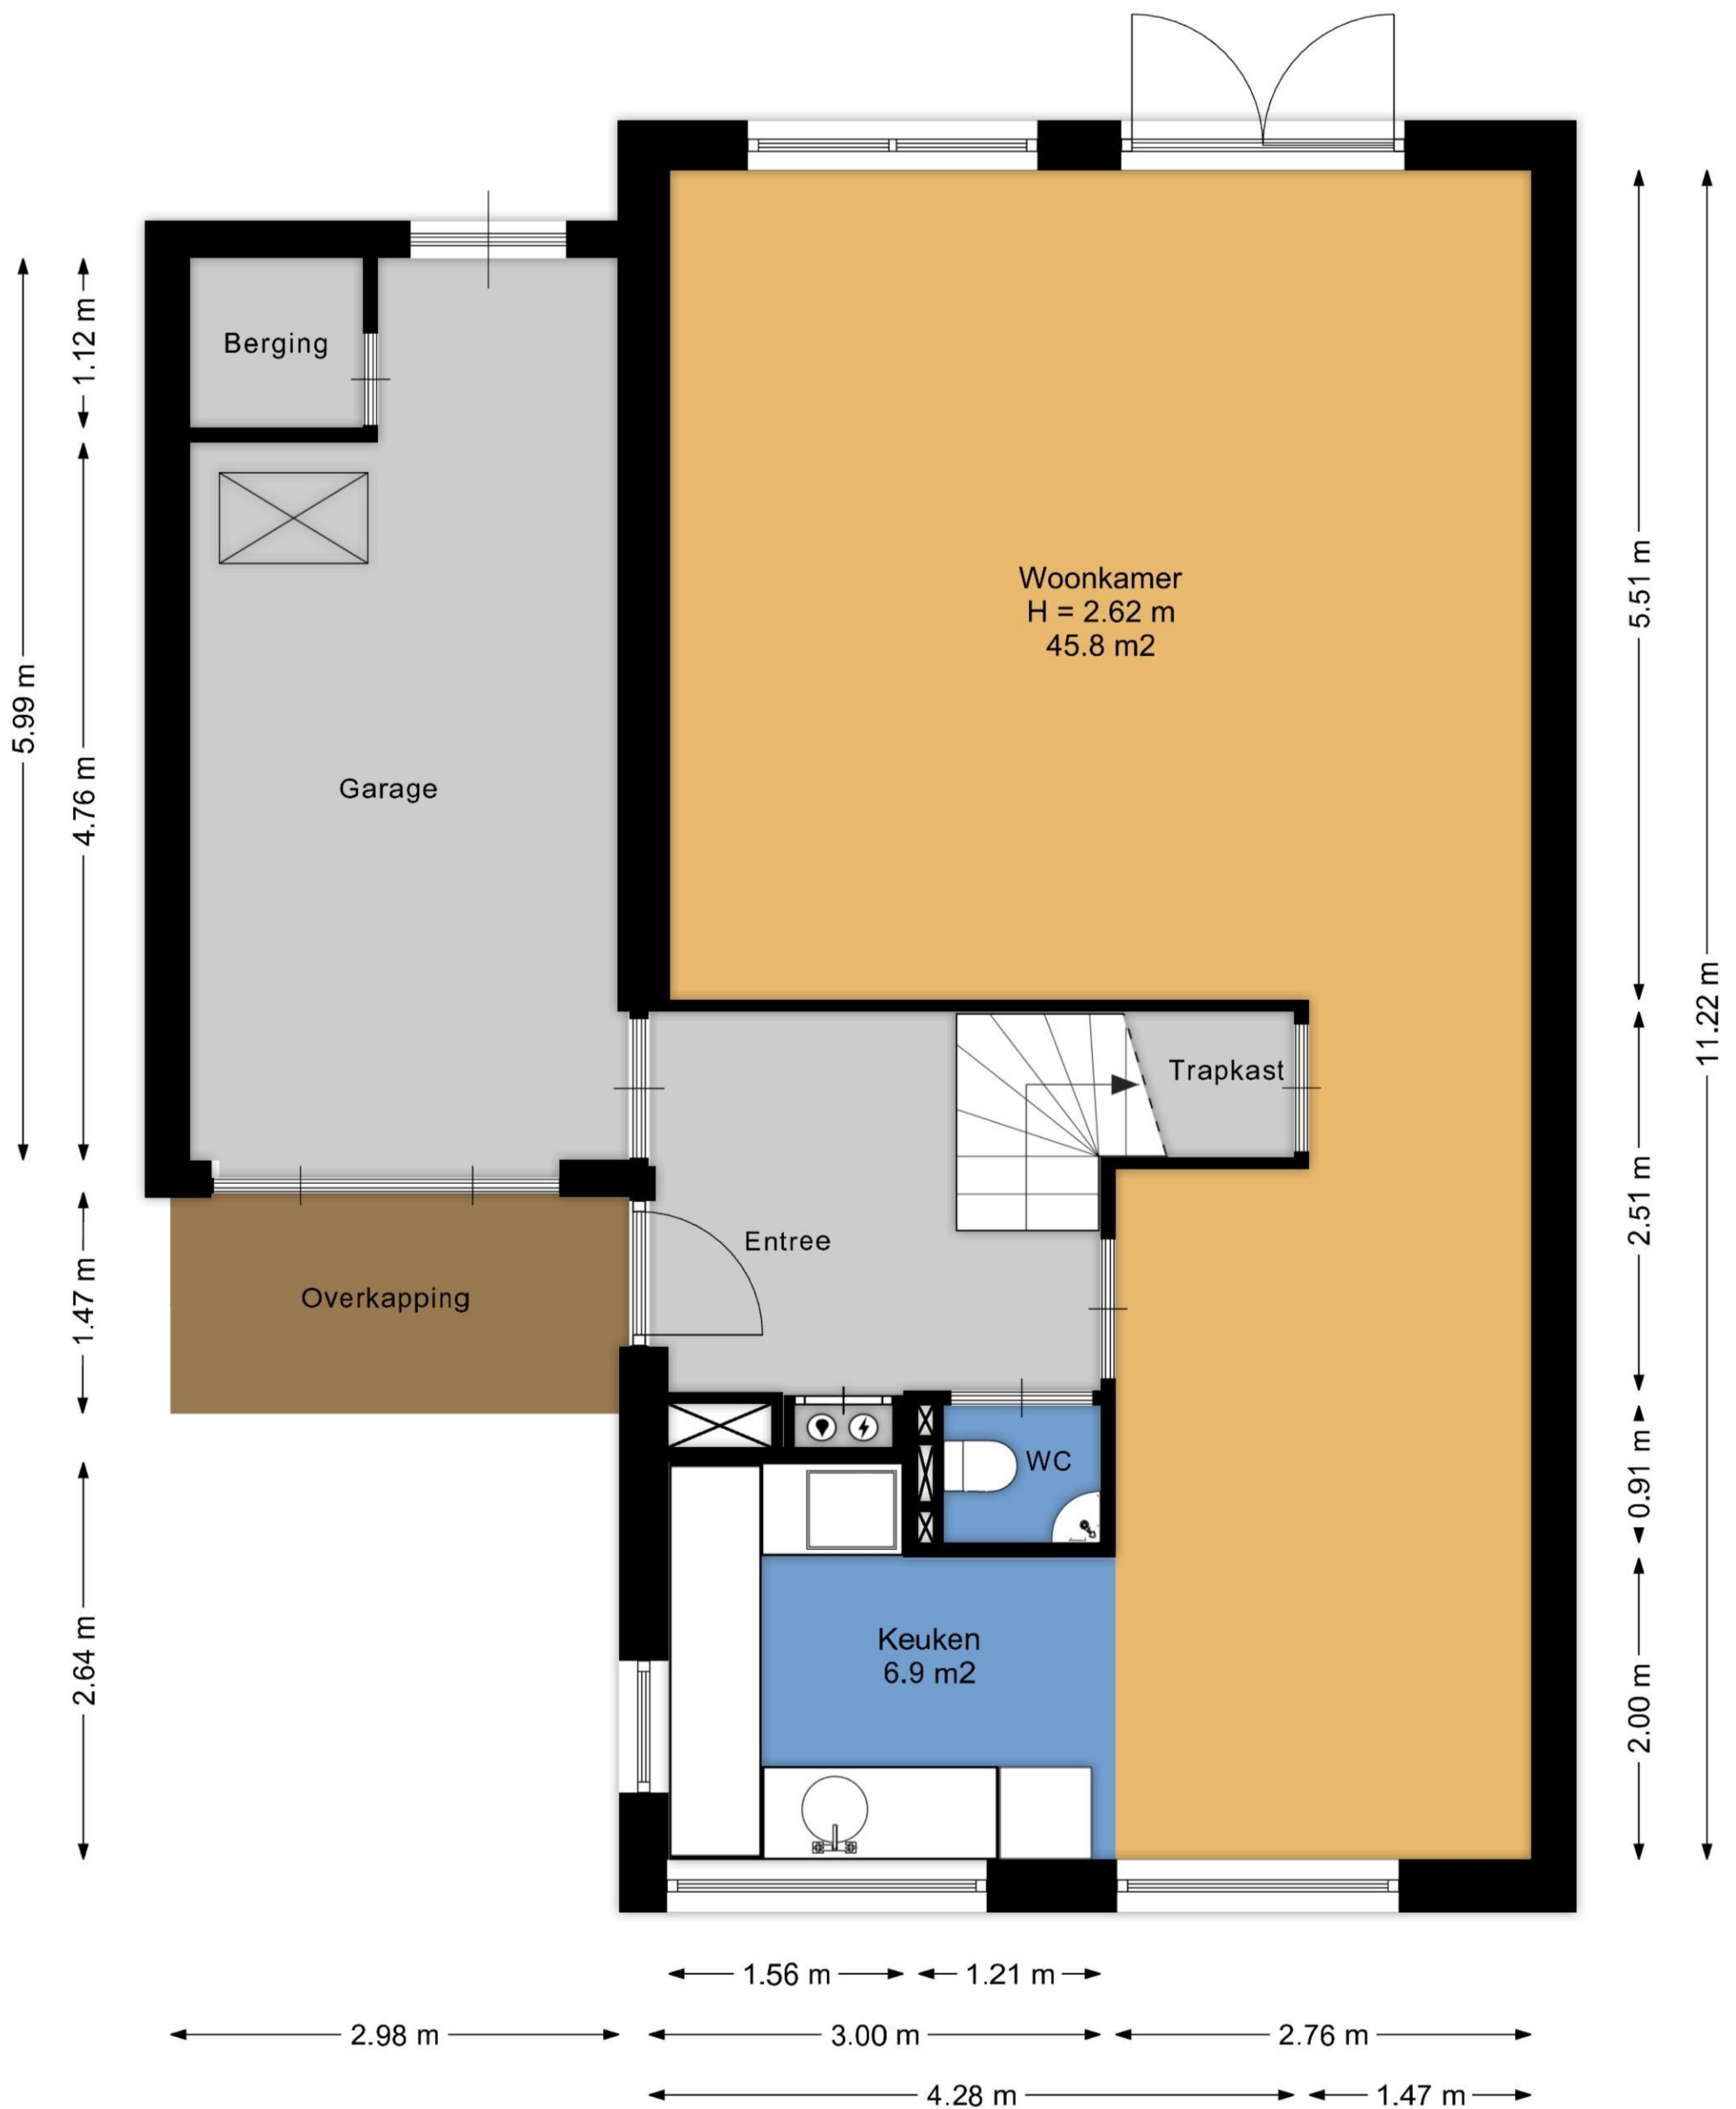 Berging
Woonkamer
H = 2.62 m
45.8 m2
Garage
Trapkast
Entree
Overkapping
WC
Keuken
6.9 m2
5.99 m
1.12 m
4.76 m
1.47 m
2.64 m
5.51 m
2.51 m
0.91 m
2.00 m
11.22 m
1.56 m
1.21 m
2.98 m
3.00 m
2.76 m
4.28 m
1.47 m